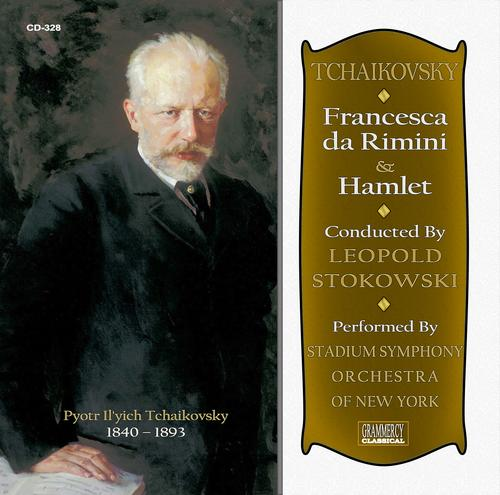 CD-328
Pyotr Il'yich Tchaikovsky
1840 – 1893
TCHAIKOVSKY
Francesca
da Rimini
&
Hamlet
Conducted By
LEOPOLD
STOKOWSKI
Performed By
STADIUM SYMPHONY
ORCHESTRA
OF NEW YORK
GRAMMERCY
CLASSICAL